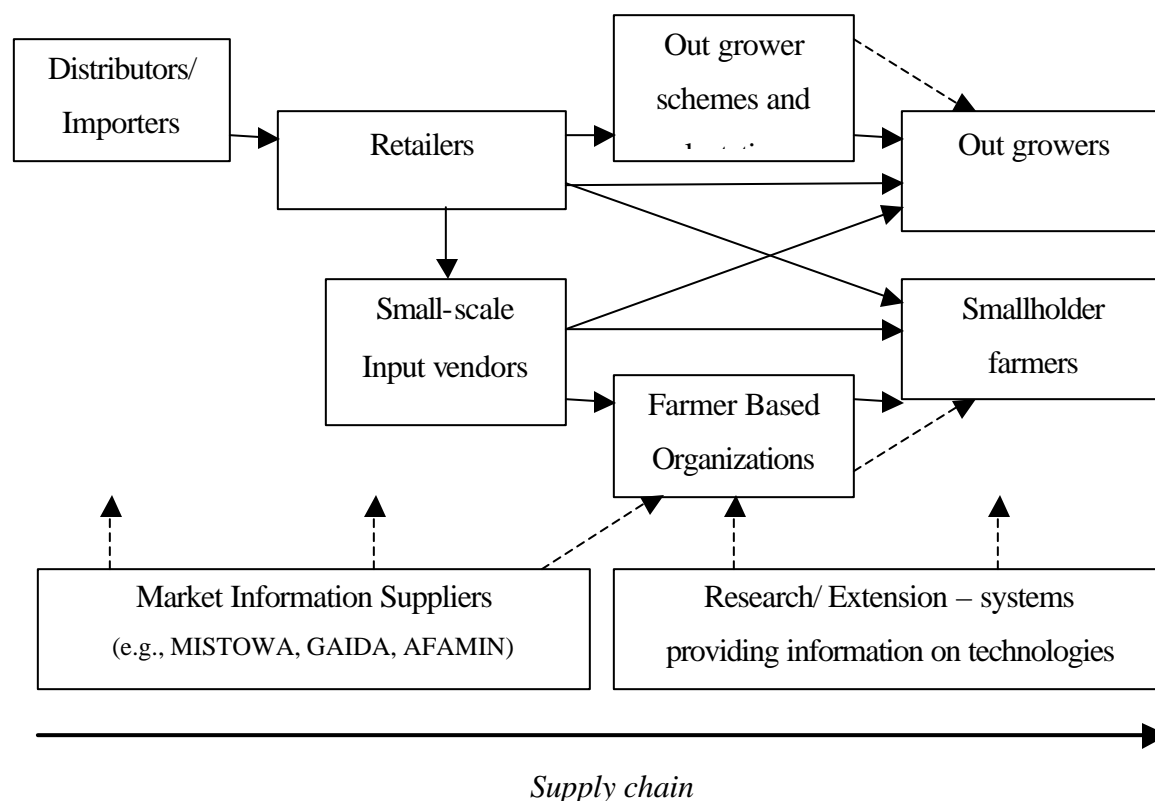 Distributors/
Importers
Retailers
Out grower
schemes and
Out growers
Small-scale
Input vendors
Smallholder
farmers
Farmer Based
Organizations
Market Information Suppliers
(e.g., MISTOWA, GAIDA, AFAMIN)
Research/ Extension – systems
providing information on technologies
Supply chain